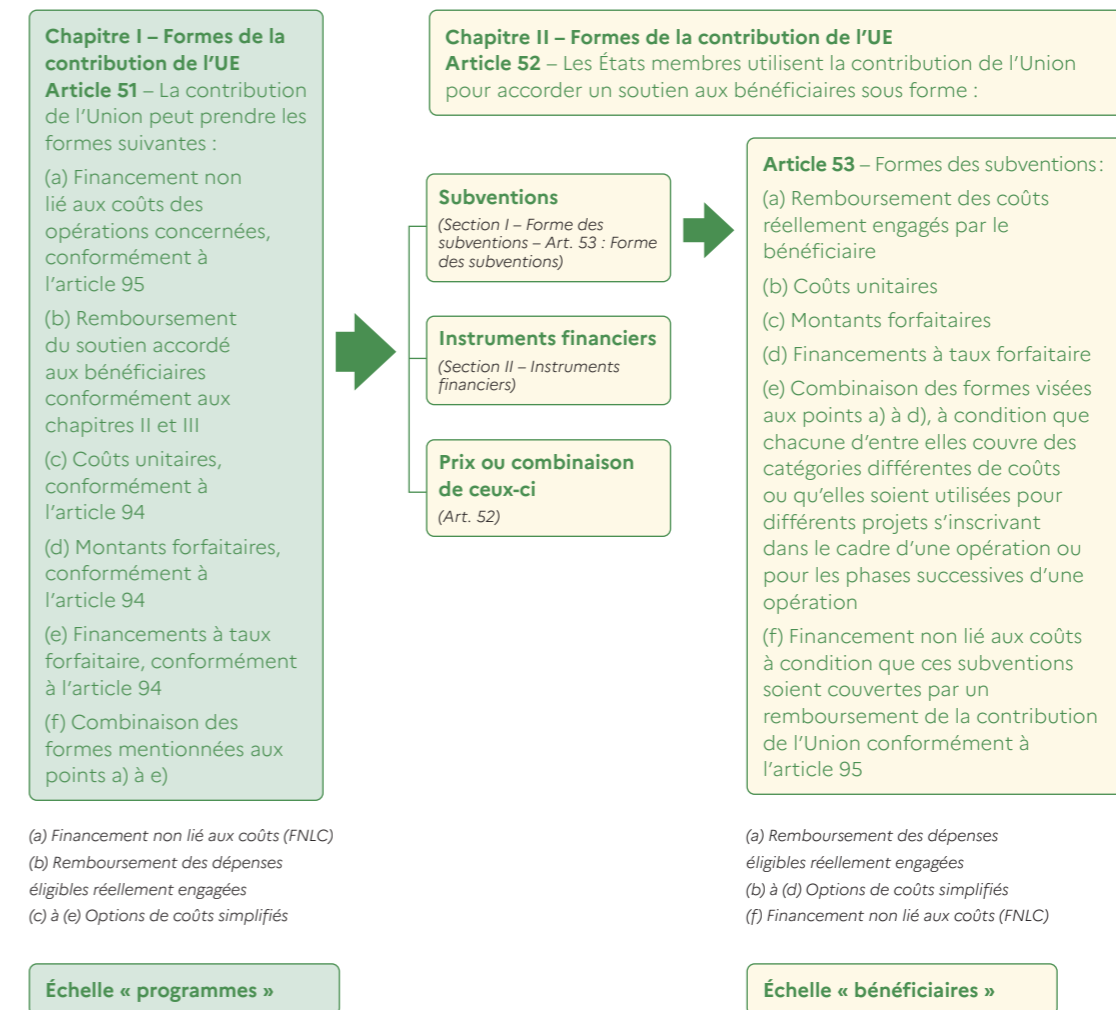 Chapitre I – Formes de la
contribution de l'UE
Article 51 – La contribution
de l'Union peut prendre les
formes suivantes :
(a) Financement non
lié aux coûts des
opérations concernées,
conformément à
l'article 95
(b) Remboursement
du soutien accordé
aux bénéficiaires
conformément aux
chapitres II et III
(c) Coûts unitaires,
conformément à
l'article 94
(d) Montants forfaitaires,
conformément à
l'article 94
(e) Financements à taux
forfaitaire, conformément
à l'article 94
(f) Combinaison des
formes mentionnées aux
points a) à e)
(a) Financement non lié aux coûts (FNLC)
(b) Remboursement des dépenses
éligibles réellement engagées
(c) à (e) Options de coûts simplifiés
Échelle « programmes »
Chapitre II – Formes de la contribution de l'UE
Article 52 – Les États membres utilisent la contribution de l'Union
pour accorder un soutien aux bénéficiaires sous forme :
Subventions
(Section I – Forme des
subventions – Art. 53 : Forme
des subventions)
Instruments financiers
(Section II – Instruments
financiers)
Prix ou combinaison
de ceux-ci
(Art. 52)
Article 53 – Formes des subventions :
(a) Remboursement des coûts
réellement engagés par le
bénéficiaire
(b) Coûts unitaires
(c) Montants forfaitaires
(d) Financements à taux forfaitaire
(e) Combinaison des formes visées
aux points a) à d), à condition que
chacune d'entre elles couvre des
catégories différentes de coûts
ou qu'elles soient utilisées pour
différents projets s'inscrivant
dans le cadre d'une opération ou
pour les phases successives d'une
opération
(f) Financement non lié aux coûts
à condition que ces subventions
soient couvertes par un
remboursement de la contribution
de l'Union conformément à
l'article 95
(a) Remboursement des dépenses
éligibles réellement engagées
(b) à (d) Options de coûts simplifiés
(f) Financement non lié aux coûts (FNLC)
Échelle « bénéficiaires »